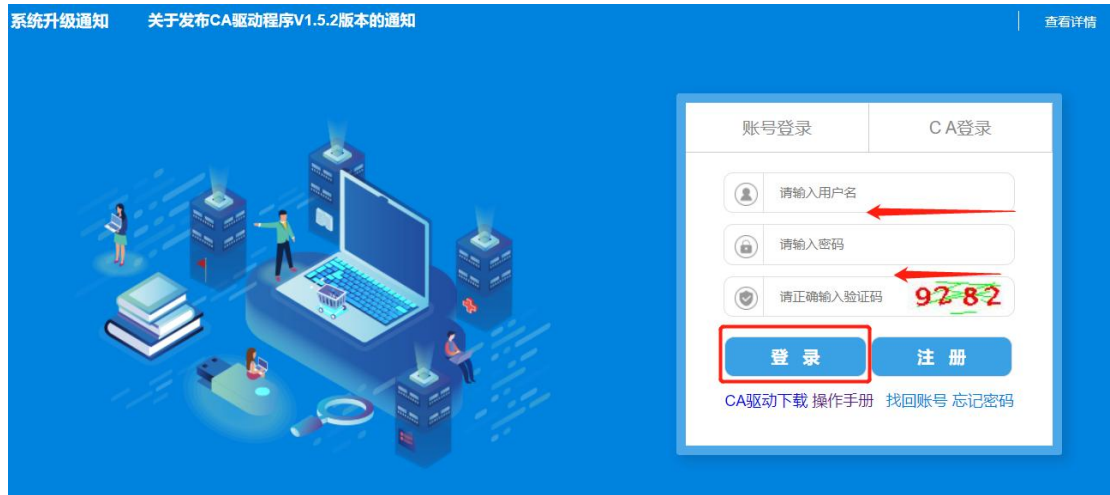 系统升级通知 关于发布CA驱动程序V1.5.2版本的通知 查看详情
账号登录 CA登录
请输入用户名
请输入密码
请正确输入验证码 9282
登 录 注 册
CA驱动下载 操作手册 找回账号 忘记密码